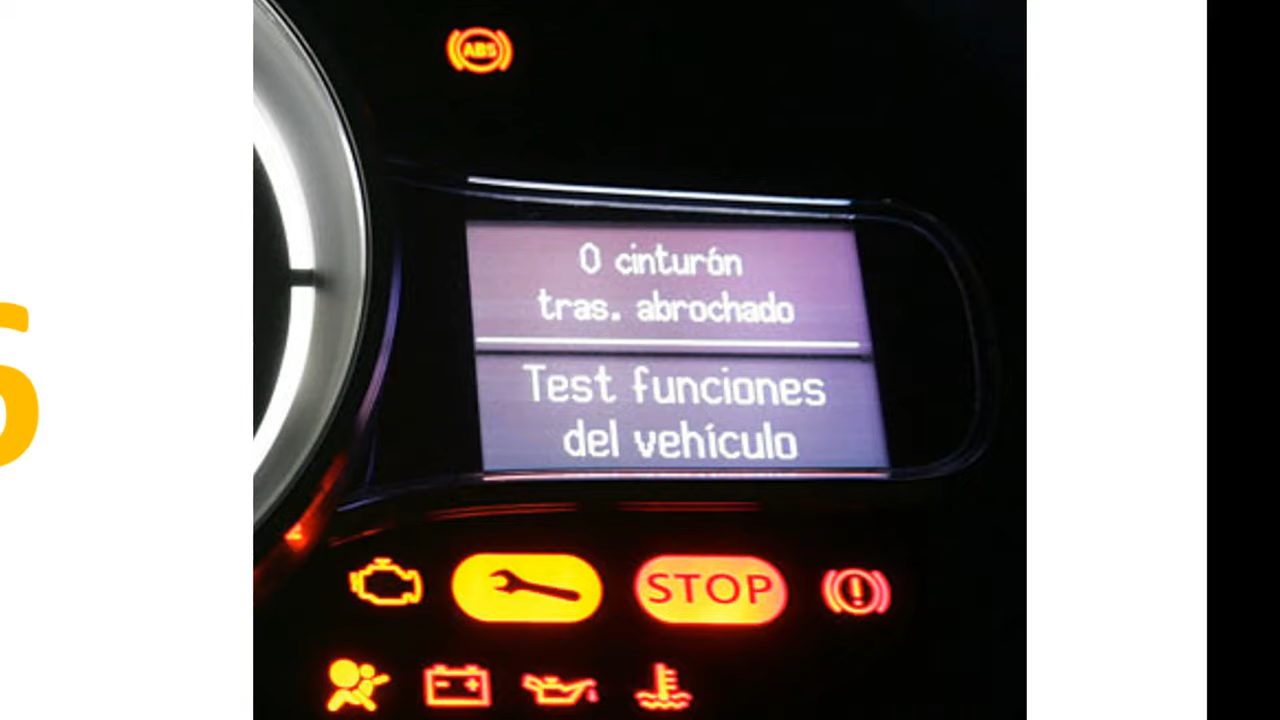 ABS
0 cinturón
tras. abrochado
Test funciones
del vehículo
STOP